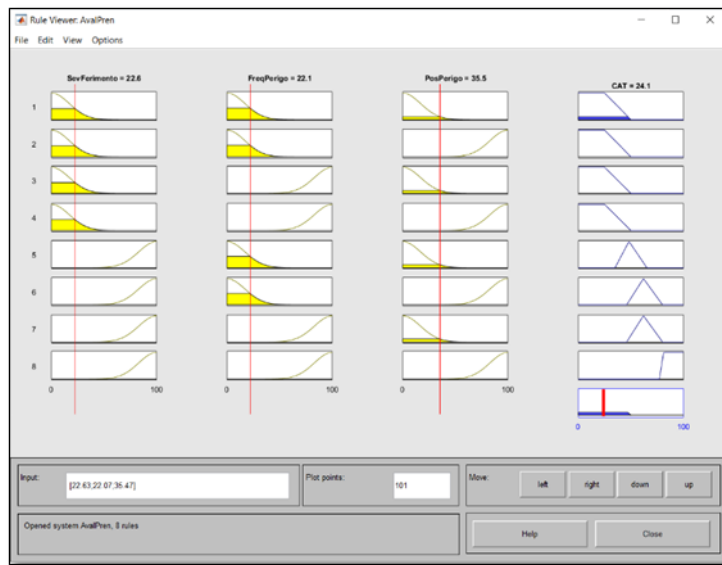 Rule Viewer: AvalPren
File Edit View Options
SevFerimento = 22.6 FreqPerigo = 22.1 PosPerigo = 35.5 CAT = 24.1
1
2
3
4
5
6
7
8
0 100 0 100 0 100
0 100
Input: [22.63;22.07;35.47] Plot points: 101 Move: left right down up
Opened system AvalPren, 8 rules Help Close